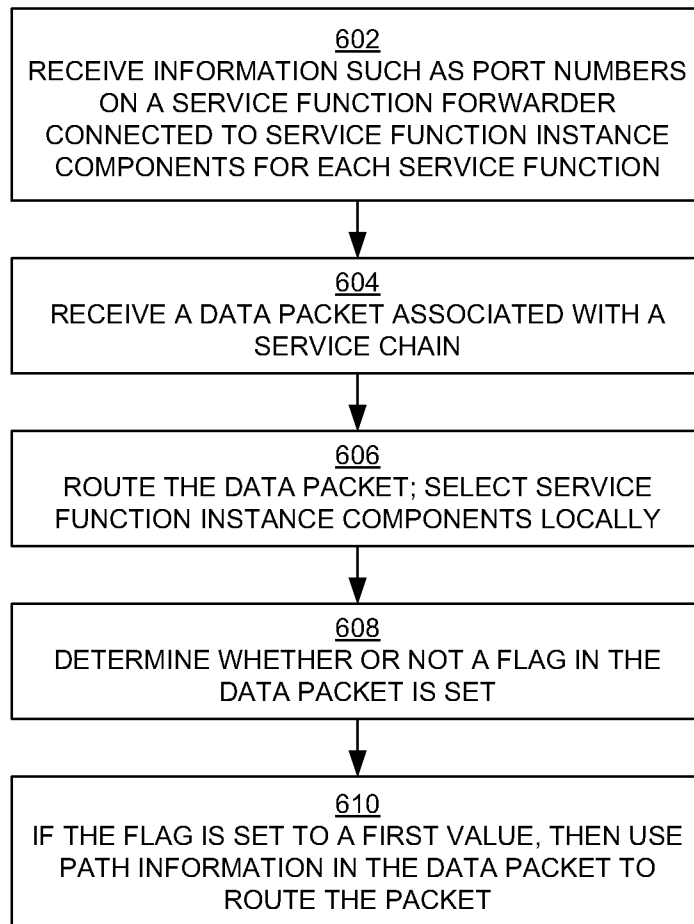 602
RECEIVE INFORMATION SUCH AS PORT NUMBERS
ON A SERVICE FUNCTION FORWARDER
CONNECTED TO SERVICE FUNCTION INSTANCE
COMPONENTS FOR EACH SERVICE FUNCTION
604
RECEIVE A DATA PACKET ASSOCIATED WITH A
SERVICE CHAIN
606
ROUTE THE DATA PACKET; SELECT SERVICE
FUNCTION INSTANCE COMPONENTS LOCALLY
608
DETERMINE WHETHER OR NOT A FLAG IN THE
DATA PACKET IS SET
610
IF THE FLAG IS SET TO A FIRST VALUE, THEN USE
PATH INFORMATION IN THE DATA PACKET TO
ROUTE THE PACKET